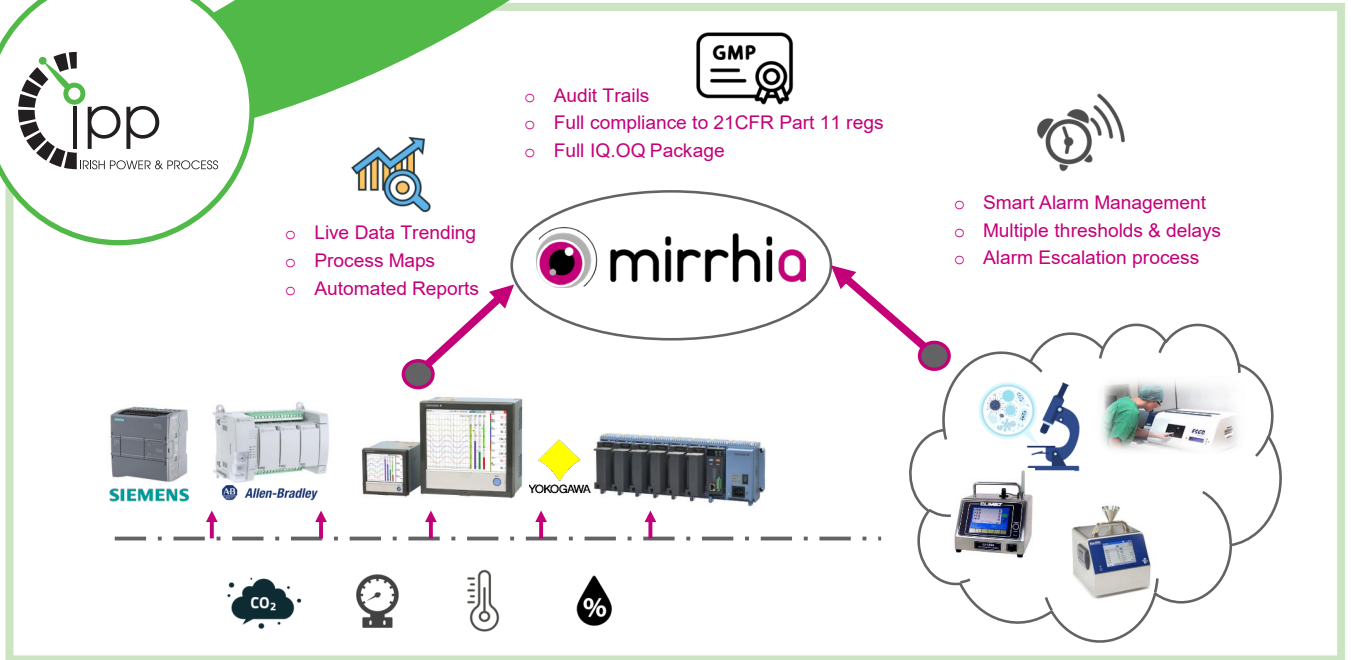 ipp
IRISH POWER & PROCESS
GMP
Audit Trails
Full compliance to 21CFR Part 11 regs
Full IQ.OQ Package
Live Data Trending
Process Maps
Automated Reports
mirrhia
Smart Alarm Management
Multiple thresholds & delays
Alarm Escalation process
SIEMENS
AB Allen-Bradley
YOKOGAWA
CO₂
%